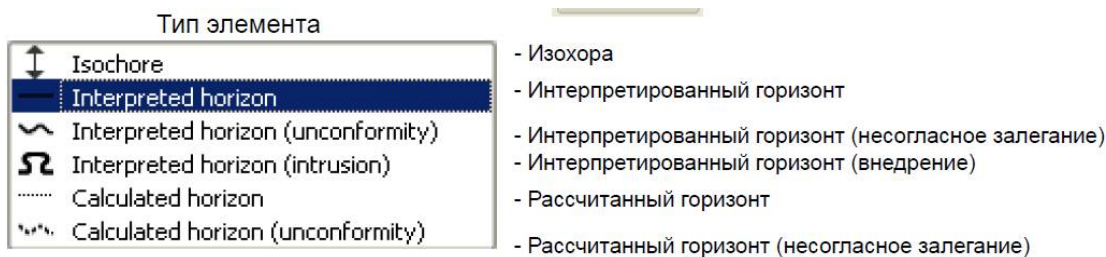 Тип элемента
Isochore
- Изохора
Interpreted horizon
- Интерпретированный горизонт
Interpreted horizon (unconformity)
- Интерпретированный горизонт (несогласное залегание)
Interpreted horizon (intrusion)
- Интерпретированный горизонт (внедрение)
Calculated horizon
- Рассчитанный горизонт
Calculated horizon (unconformity)
- Рассчитанный горизонт (несогласное залегание)